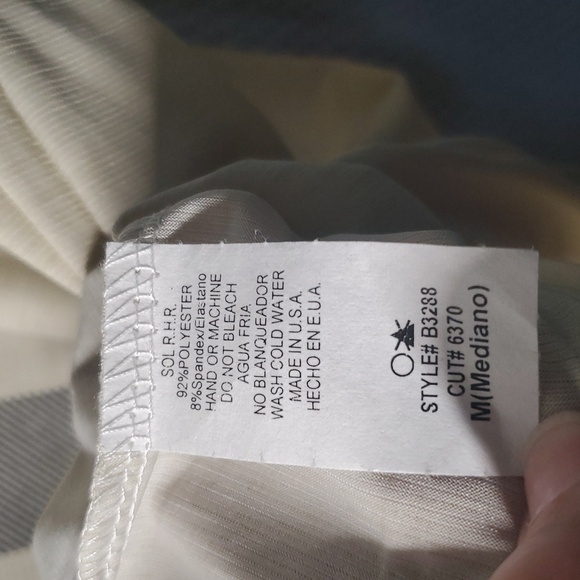 SOL R.H.R.
92%POLYESTER
8%Spandex/Elastano
HAND OR MACHINE
DO NOT BLEACH
AGUA FRIA
NO BLANQUEADOR
WASH COLD WATER
MADE IN U.S.A.
HECHO EN E.U.A.
STYLE# B3288
CUT# 6370
M(Mediano)